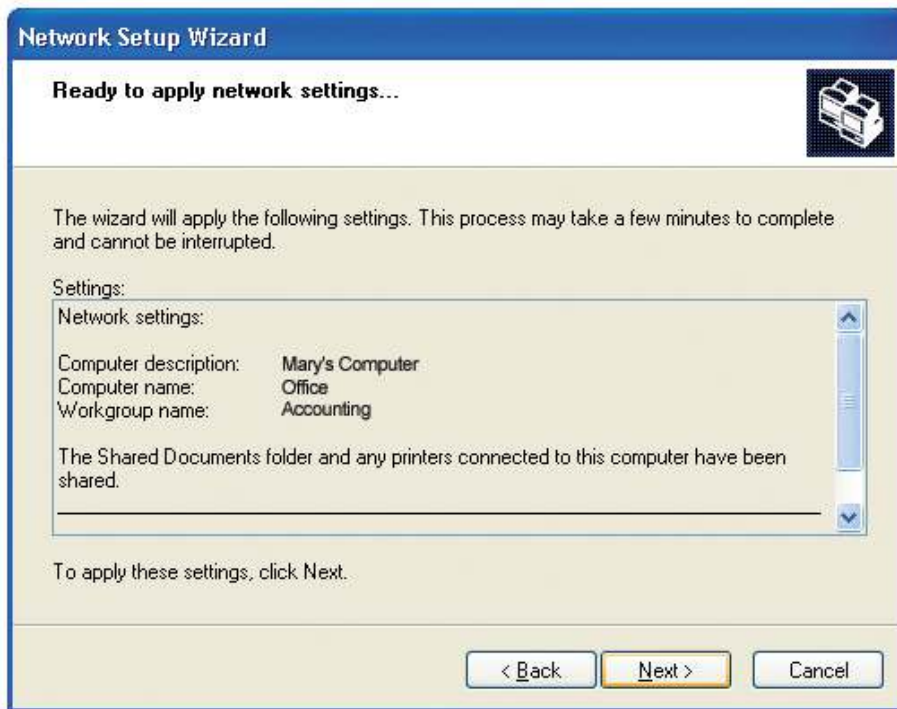 Network Setup Wizard
Ready to apply network settings...
The wizard will apply the following settings. This process may take a few minutes to complete
and cannot be interrupted.
Settings:
Network settings:
Computer description: Mary's Computer
Computer name: Office
Workgroup name: Accounting
The Shared Documents folder and any printers connected to this computer have been
shared.
To apply these settings, click Next.
< Back Next > Cancel